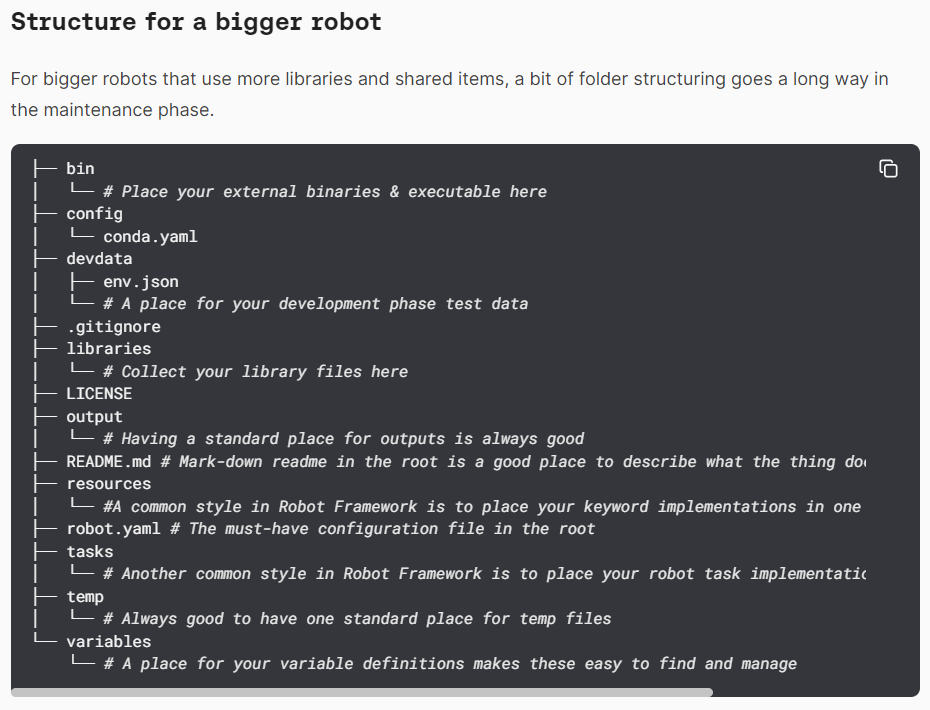 Structure for a bigger robot
For bigger robots that use more libraries and shared items, a bit of folder structuring goes a long way in
the maintenance phase.
├── bin
│   └── # Place your external binaries & executable here
├── config
│   └── conda.yaml
├── devdata
│   ├── env.json
│   └── # A place for your development phase test data
├── .gitignore
├── libraries
│   └── # Collect your library files here
├── LICENSE
├── output
│   └── # Having a standard place for outputs is always good
├── README.md # Mark-down readme in the root is a good place to describe what the thing
├── resources
│   └── #A common style in Robot Framework is to place your keyword implementations in one
├── robot.yaml # The must-have configuration file in the root
├── tasks
│   └── # Another common style in Robot Framework is to place your robot task
├── temp
│   └── # Always good to have one standard place for temp files
└── variables
    └── # A place for your variable definitions makes these easy to find and manage